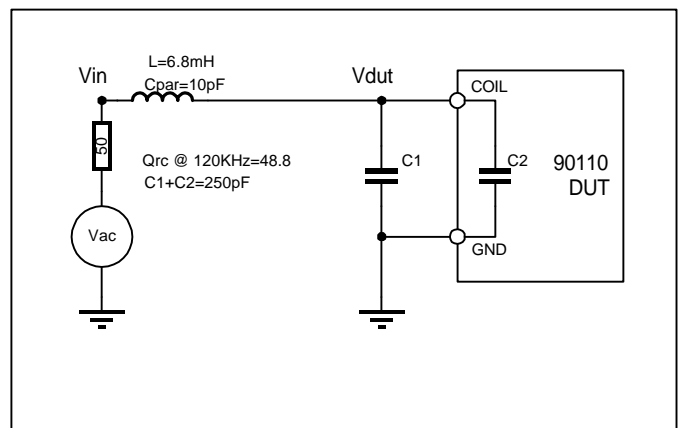 L=6.8mH
Cpar=10pF
Vin
Vdut
COIL
50
Qrc @ 120KHz=48.8
C1+C2=250pF
C1
C2
90110
DUT
Vac
GND